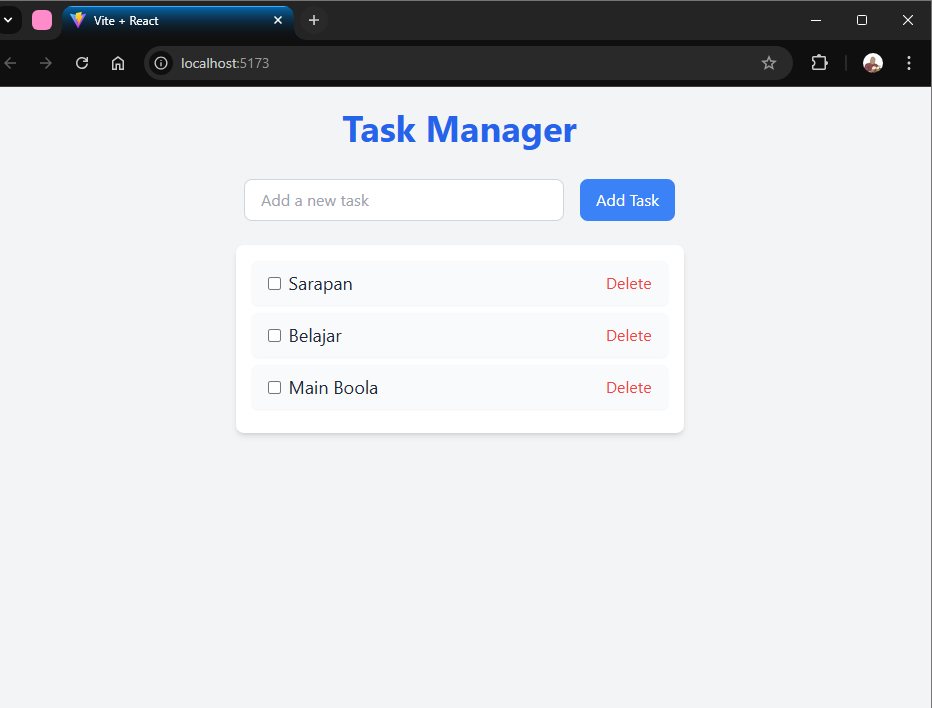 Vite + React
localhost:5173
Task Manager
Add a new task
Add Task
Sarapan
Delete
Belajar
Delete
Main Boola
Delete